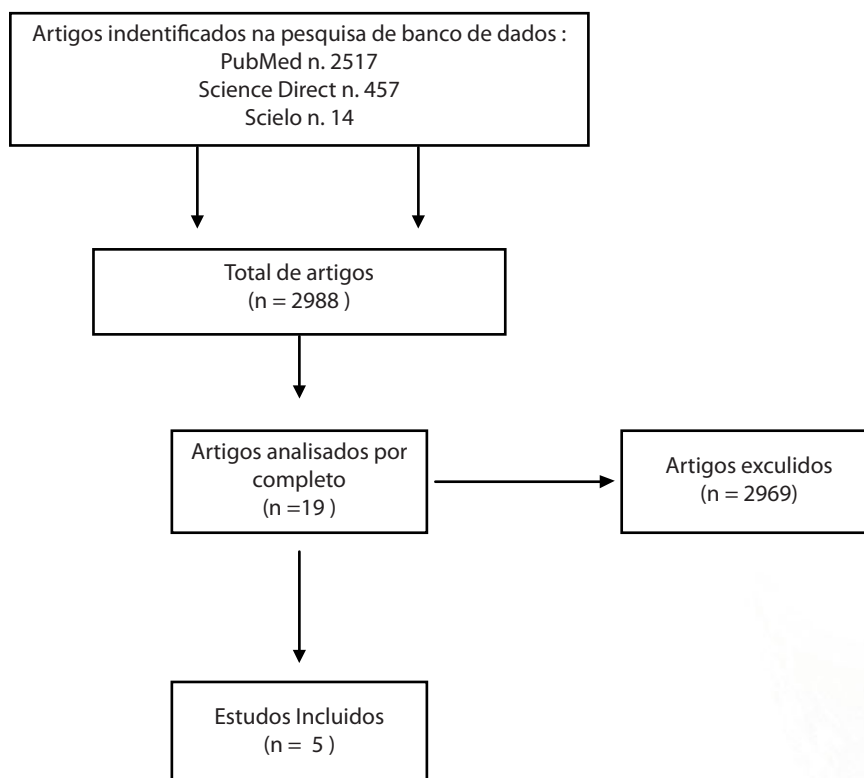 Artigos indentificados na pesquisa de banco de dados :
PubMed n. 2517
Science Direct n. 457
Scielo n. 14
Total de artigos
(n = 2988 )
Artigos analisados por
completo
(n =19 )
Artigos exculidos
(n = 2969)
Estudos Incluidos
(n =  5 )